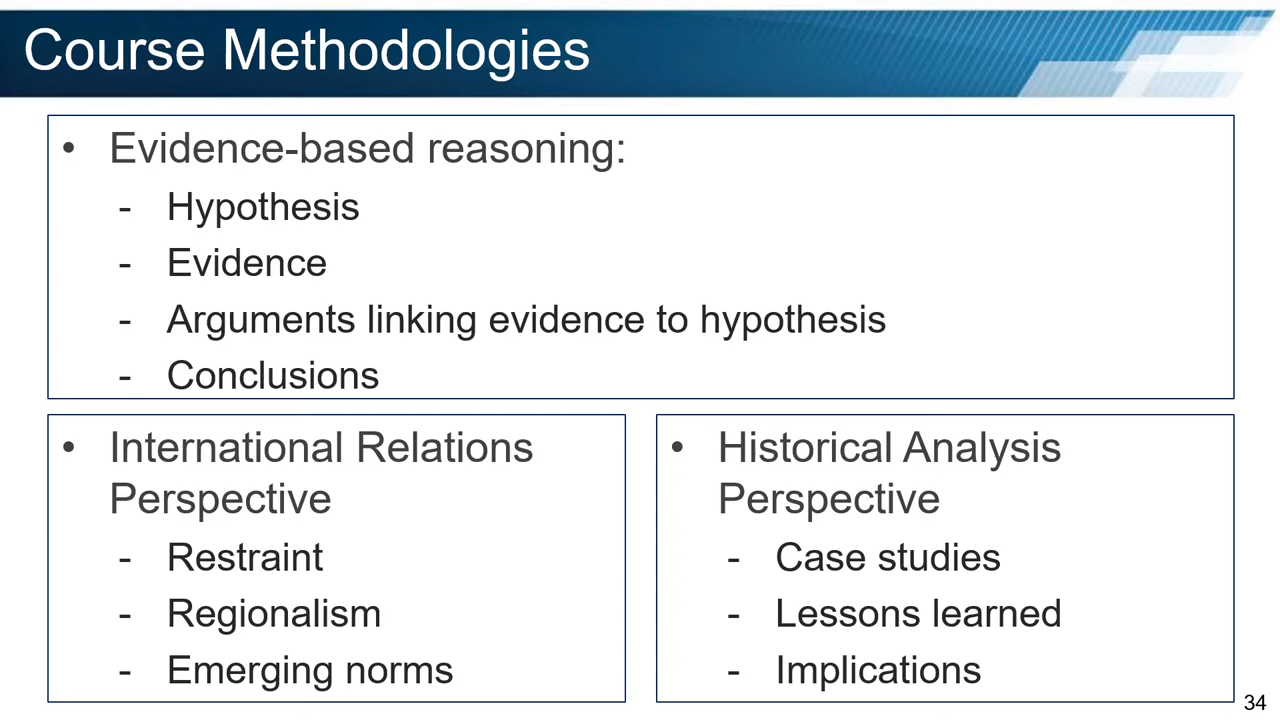 Course Methodologies
• Evidence-based reasoning:
- Hypothesis
- Evidence
- Arguments linking evidence to hypothesis
- Conclusions
• International Relations
Perspective
- Restraint
- Regionalism
- Emerging norms
• Historical Analysis
Perspective
- Case studies
- Lessons learned
- Implications
34